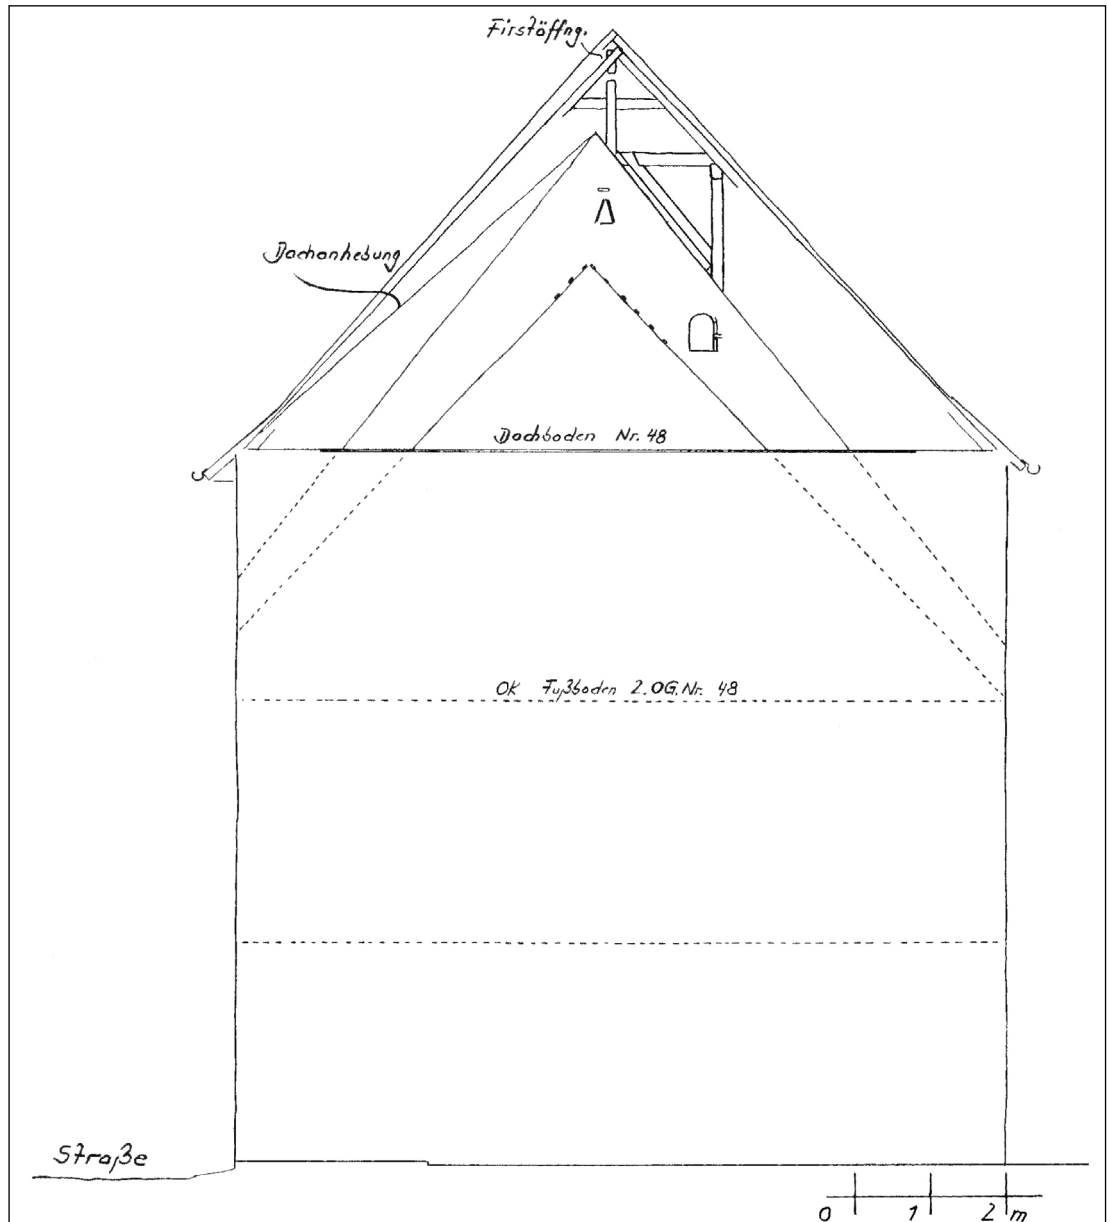 Firstöffng.
Dachanhebung
Dachboden Nr. 48
OK Fußboden 2.OG.Nr. 48
Straße
0 1 2 m